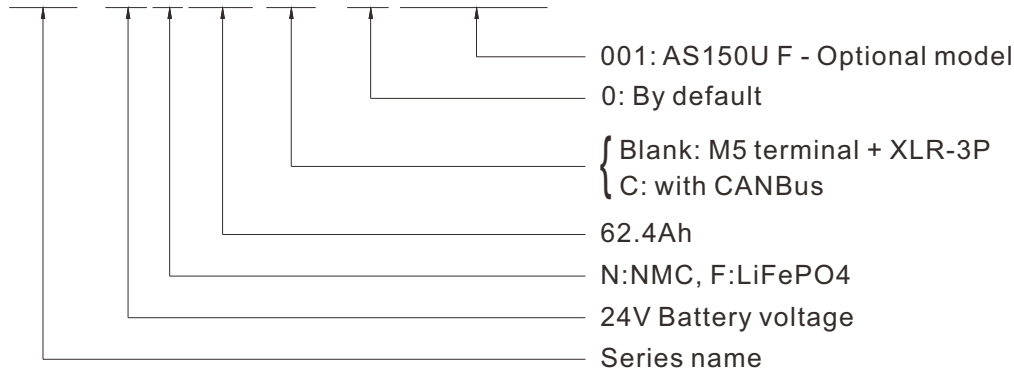 001: AS150U F - Optional model
0: By default
Blank: M5 terminal + XLR-3P
C: with CANBus
62.4Ah
N:NMC, F:LiFePO4
24V Battery voltage
Series name